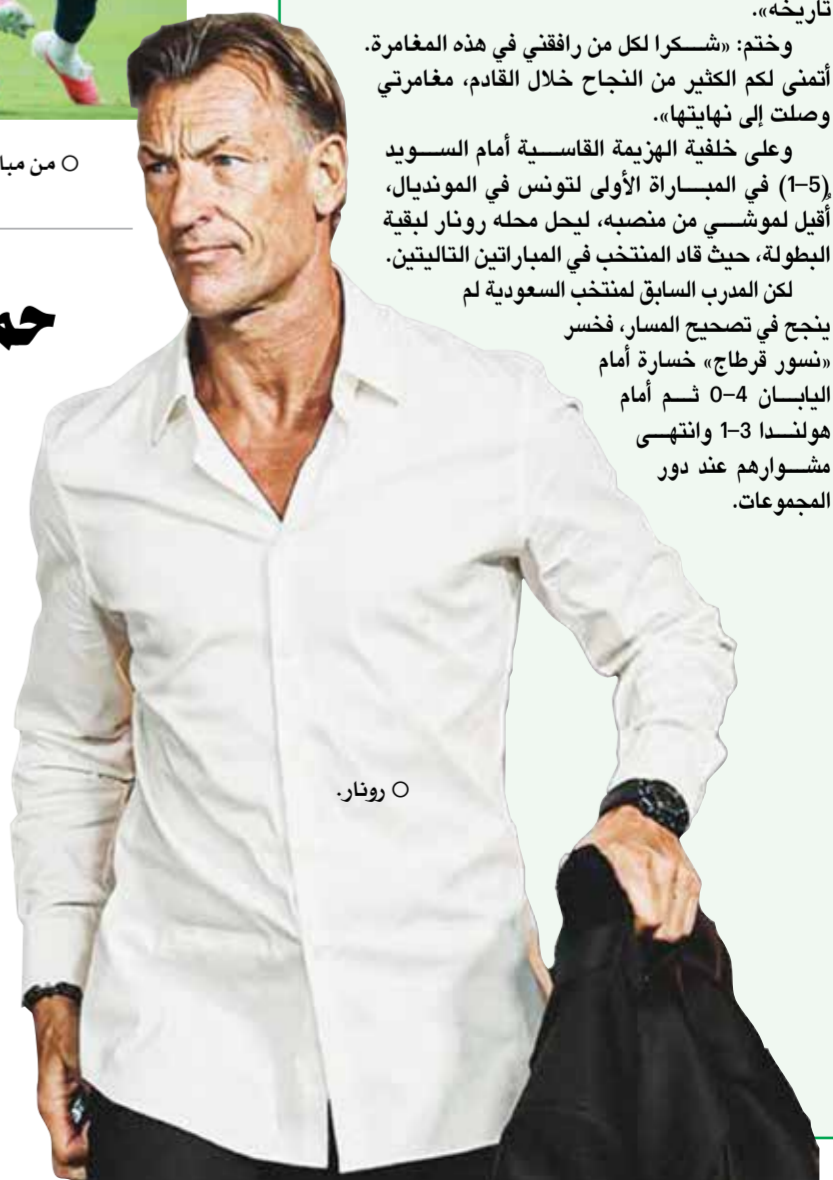 تاريخه».
وختم: «شكرا لكل من رافقني في هذه المغامرة.
أتمنى لكم الكثير من النجاح خلال القادم، مغامرتي
وصلت إلى نهايتها».
وعلى خلفية الهزيمة القاسية أمام السويد
(5–1) في المباراة الأولى لتونس في المونديال،
أقيل لموشي من منصبه، ليحل محله رونار لبقية
البطولة، حيث قاد المنتخب في المباراتين التاليتين.
لكن المدرب السابق لمنتخب السعودية لم
ينجح في تصحيح المسار، فخسر
«نسور قرطاج» خسارة أمام
اليابان 4–0 ثم أمام
هولندا 3–1 وانتهى
مشوارهم عند دور
المجموعات.
○ رونار.
○ من